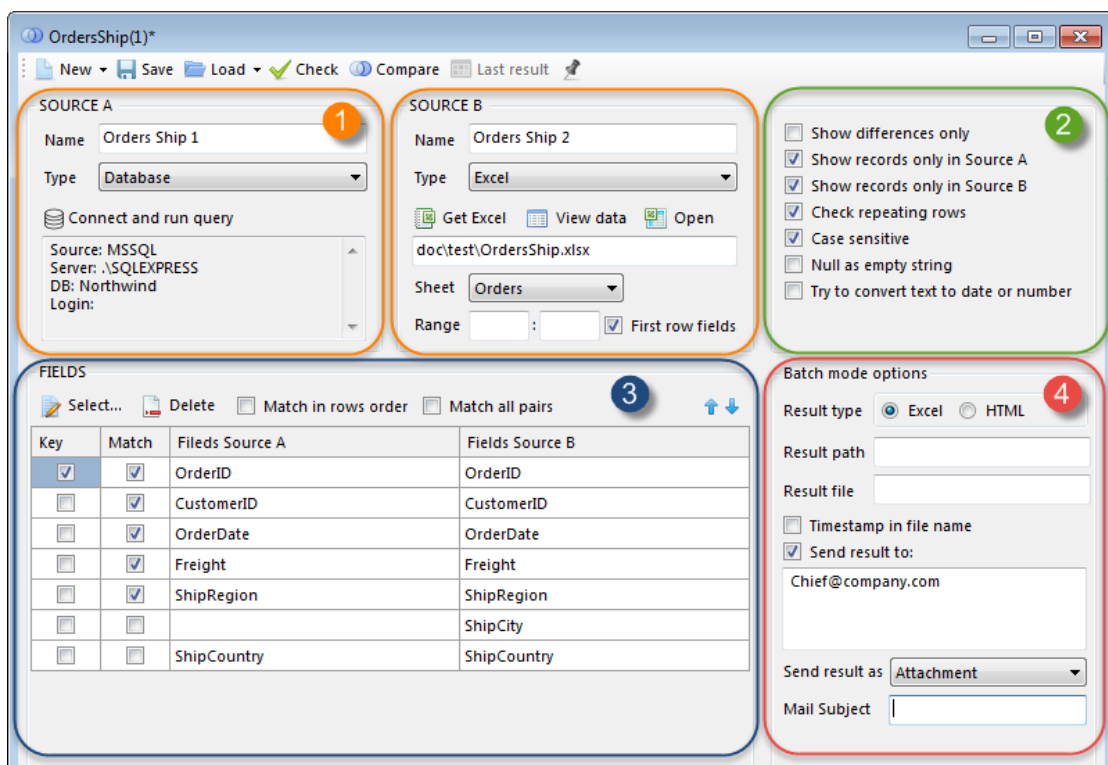 OrdersShip(1)*
New Save Load Check Compare Last result
SOURCE A
1
Name Orders Ship 1
Type Database
Connect and run query
Source: MSSQL
Server: .\SQLEXPRESS
DB: Northwind
Login:
SOURCE B
Name Orders Ship 2
Type Excel
Get Excel View data Open
doc\test\OrdersShip.xlsx
Sheet Orders
Range : First row fields
2
Show differences only
Show records only in Source A
Show records only in Source B
Check repeating rows
Case sensitive
Null as empty string
Try to convert text to date or number
FIELDS
3
Select... Delete Match in rows order Match all pairs
Key Match Fileds Source A Fields Source B
OrderID OrderID
CustomerID CustomerID
OrderDate OrderDate
Freight Freight
ShipRegion ShipRegion
ShipCity
ShipCountry ShipCountry
Batch mode options
4
Result type Excel HTML
Result path
Result file
Timestamp in file name
Send result to:
Chief@company.com
Send result as Attachment
Mail Subject